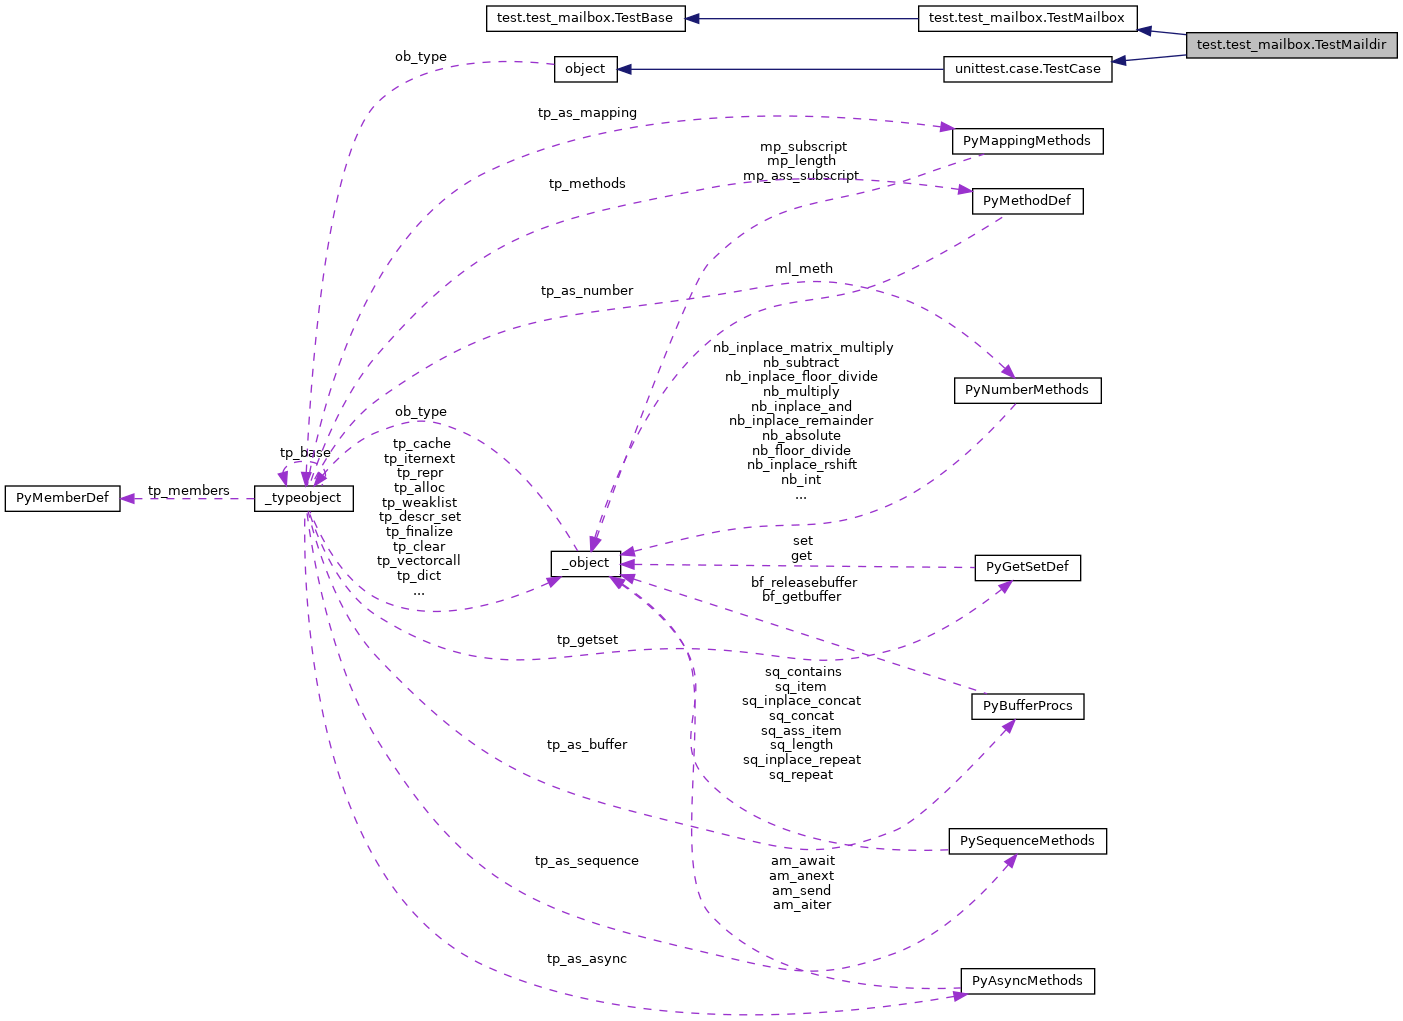 test.test_mailbox.TestBase
test.test_mailbox.TestMailbox
test.test_mailbox.TestMaildir
ob_type
object
unittest.case.TestCase
tp_as_mapping
PyMappingMethods
mp_subscript
mp_length
mp_ass_subscript
tp_methods
PyMethodDef
ml_meth
tp_as_number
nb_inplace_matrix_multiply
nb_subtract
nb_inplace_floor_divide
nb_multiply
nb_inplace_and
nb_inplace_remainder
nb_absolute
nb_floor_divide
nb_inplace_rshift
nb_int
...
PyNumberMethods
ob_type
tp_cache
tp_iternext
tp_repr
tp_alloc
tp_weaklist
tp_descr_set
tp_finalize
tp_clear
tp_vectorcall
tp_dict
...
tp_base
PyMemberDef
tp_members
_typeobject
_object
set
get
PyGetSetDef
bf_releasebuffer
bf_getbuffer
tp_getset
sq_contains
sq_item
sq_inplace_concat
sq_concat
sq_ass_item
sq_length
sq_inplace_repeat
sq_repeat
PyBufferProcs
tp_as_buffer
PySequenceMethods
tp_as_sequence
am_await
am_anext
am_send
am_aiter
tp_as_async
PyAsyncMethods